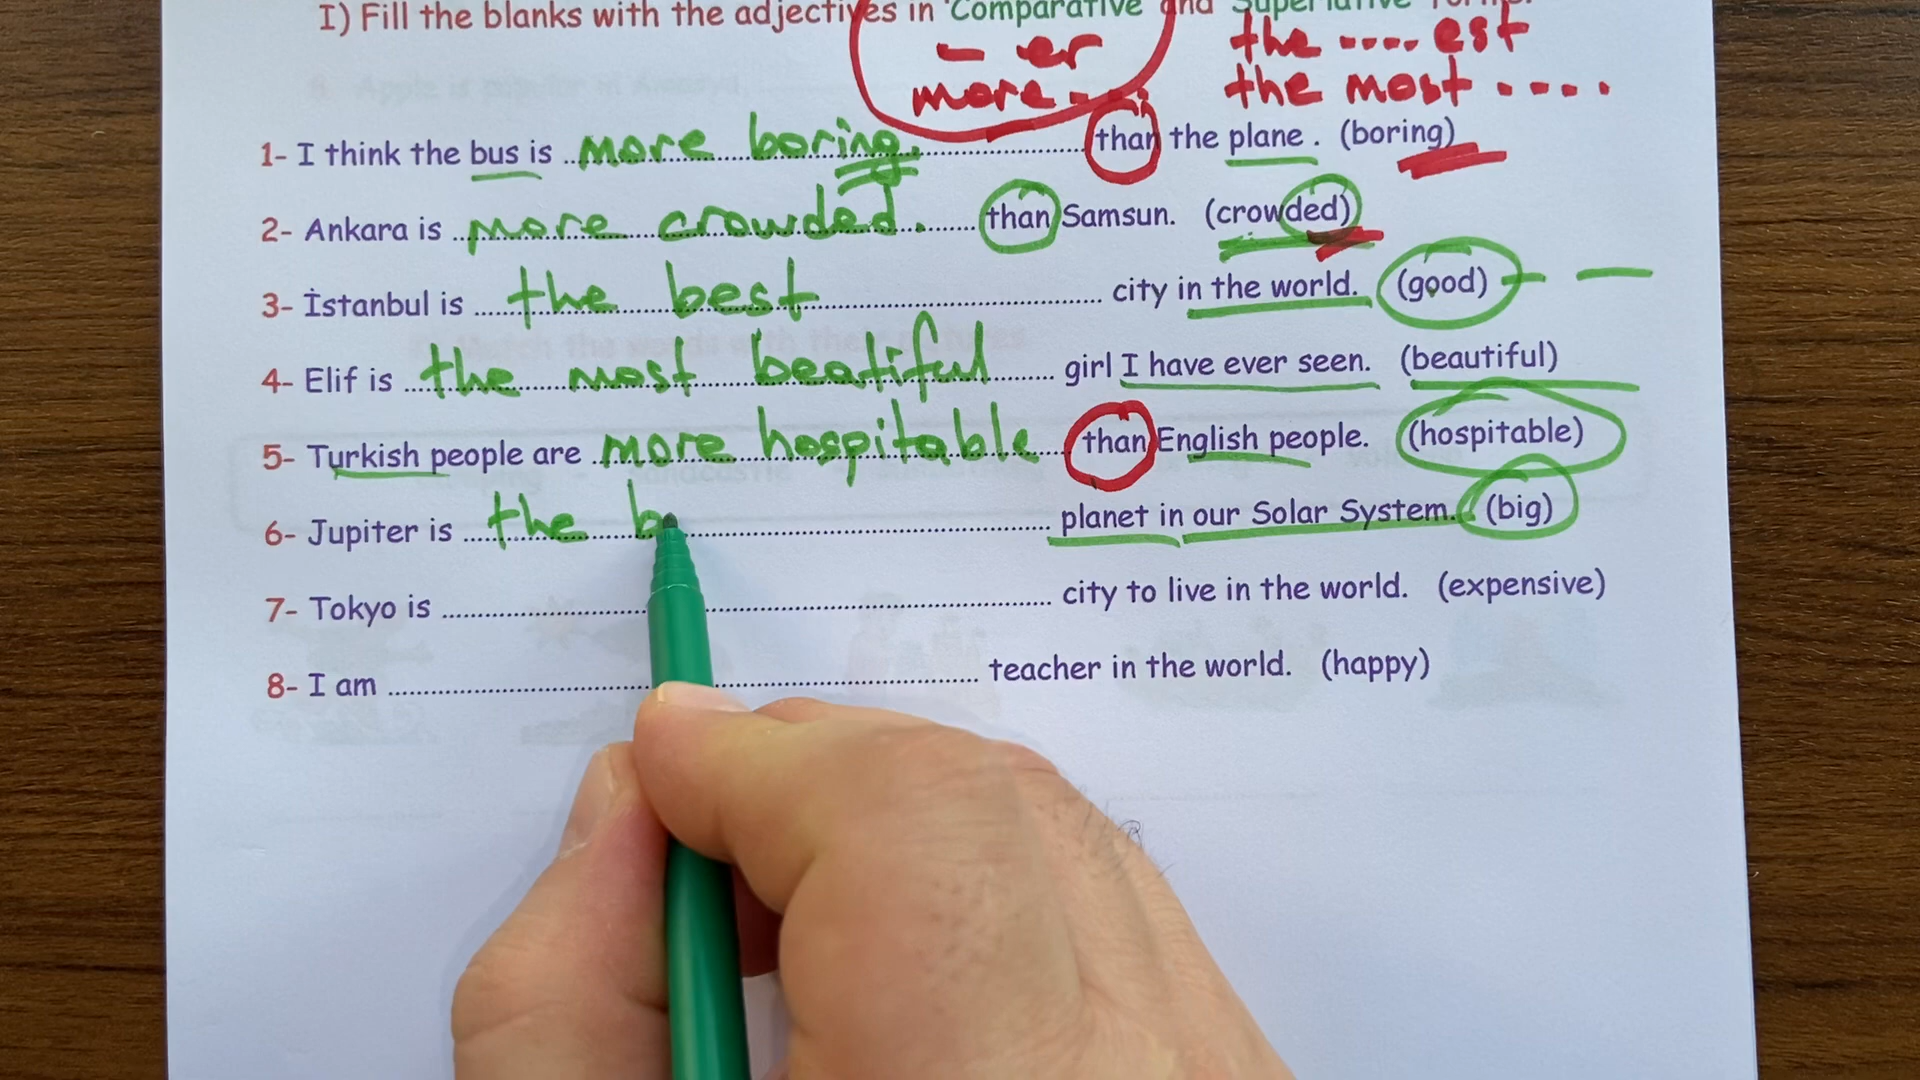 I) Fill the blanks with the adjectives in Comparative and Superlative
– er the .... est
more.... the most ....
1- I think the bus is more boring. than the plane. (boring)
2- Ankara is more crowded. than Samsun. (crowded)
3- İstanbul is the best city in the world. (good)
4- Elif is the most beatiful girl I have ever seen. (beautiful)
5- Turkish people are more hospitable than English people. (hospitable)
6- Jupiter is the b planet in our Solar System. (big)
7- Tokyo is city to live in the world. (expensive)
8- I am teacher in the world. (happy)